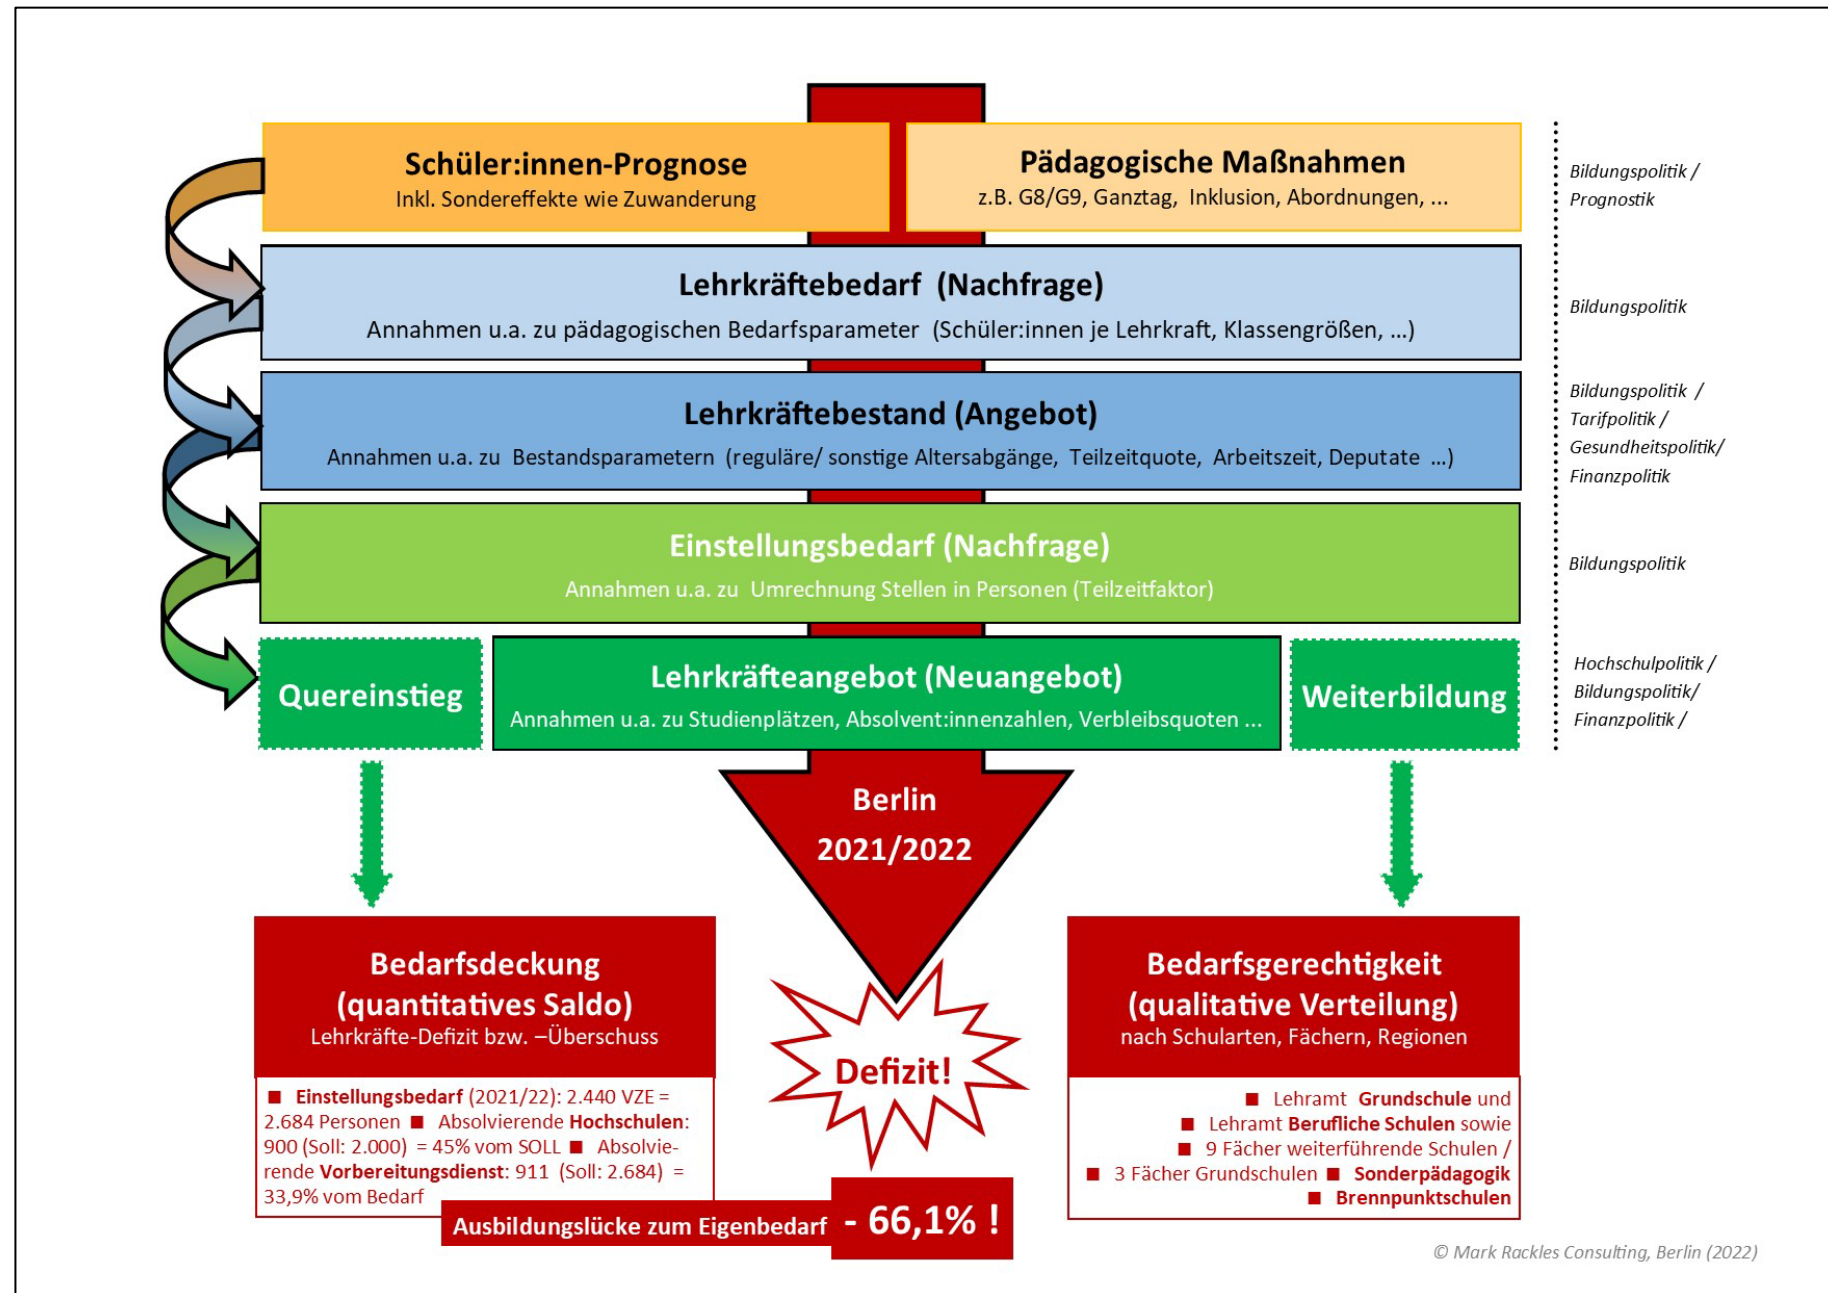 Schüler:innen-Prognose
Inkl. Sondereffekte wie Zuwanderung
Pädagogische Maßnahmen
z.B. G8/G9, Ganztag, Inklusion, Abordnungen, ...
Bildungspolitik /
Prognostik
Lehrkräftebedarf (Nachfrage)
Annahmen u.a. zu pädagogischen Bedarfsparameter (Schüler:innen je Lehrkraft, Klassengrößen, ...)
Bildungspolitik
Lehrkräftebestand (Angebot)
Annahmen u.a. zu Bestandsparametern (reguläre/ sonstige Altersabgänge, Teilzeitquote, Arbeitszeit, Deputate ...)
Bildungspolitik /
Tarifpolitik /
Gesundheitspolitik/
Finanzpolitik
Einstellungsbedarf (Nachfrage)
Annahmen u.a. zu Umrechnung Stellen in Personen (Teilzeitfaktor)
Bildungspolitik
Quereinstieg
Lehrkräfteangebot (Neuangebot)
Annahmen u.a. zu Studienplätzen, Absolvent:innenzahlen, Verbleibsquoten ...
Weiterbildung
Hochschulpolitik /
Bildungspolitik/
Finanzpolitik /
Berlin
2021/2022
Bedarfsdeckung
(quantitatives Saldo)
Lehrkräfte-Defizit bzw. –Überschuss
■ Einstellungsbedarf (2021/22): 2.440 VZE =
2.684 Personen ■ Absolvierende Hochschulen:
900 (Soll: 2.000) = 45% vom SOLL ■ Absolvie-
rende Vorbereitungsdienst: 911 (Soll: 2.684) =
33,9% vom Bedarf
Defizit!
Ausbildungslücke zum Eigenbedarf
- 66,1% !
Bedarfsgerechtigkeit
(qualitative Verteilung)
nach Schularten, Fächern, Regionen
■ Lehramt Grundschule und
■ Lehramt Berufliche Schulen sowie
■ 9 Fächer weiterführende Schulen /
■ 3 Fächer Grundschulen ■ Sonderpädagogik
■ Brennpunktschulen
© Mark Rackles Consulting, Berlin (2022)